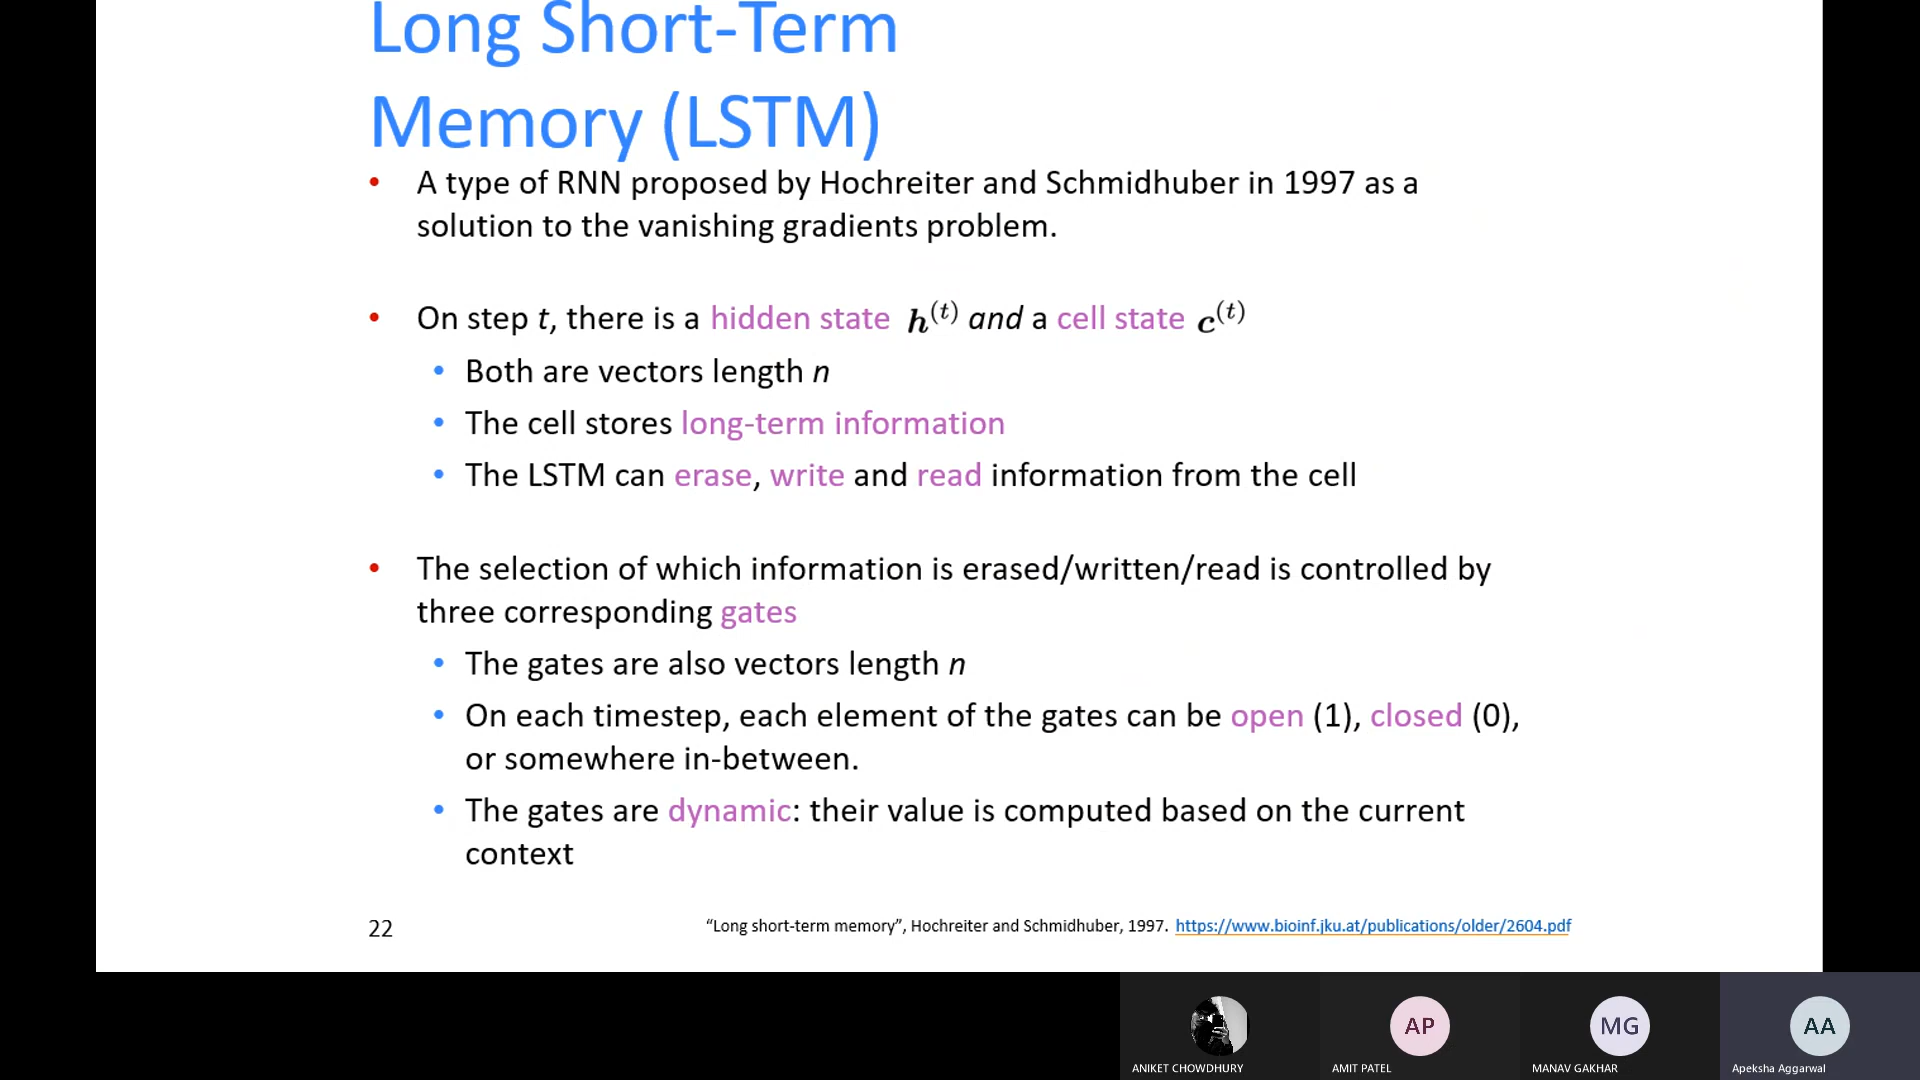 Long Short-Term
Memory (LSTM)
• A type of RNN proposed by Hochreiter and Schmidhuber in 1997 as a
solution to the vanishing gradients problem.
• On step t, there is a hidden state h^(t) and a cell state c^(t)
• Both are vectors length n
• The cell stores long-term information
• The LSTM can erase, write and read information from the cell
• The selection of which information is erased/written/read is controlled by
three corresponding gates
• The gates are also vectors length n
• On each timestep, each element of the gates can be open (1), closed (0),
or somewhere in-between.
• The gates are dynamic: their value is computed based on the current
context
22
“Long short-term memory”, Hochreiter and Schmidhuber, 1997. https://www.bioinf.jku.at/publications/older/2604.pdf
AP
MG
AA
ANIKET CHOWDHURY
AMIT PATEL
MANAV GAKHAR
Apeksha Aggarwal